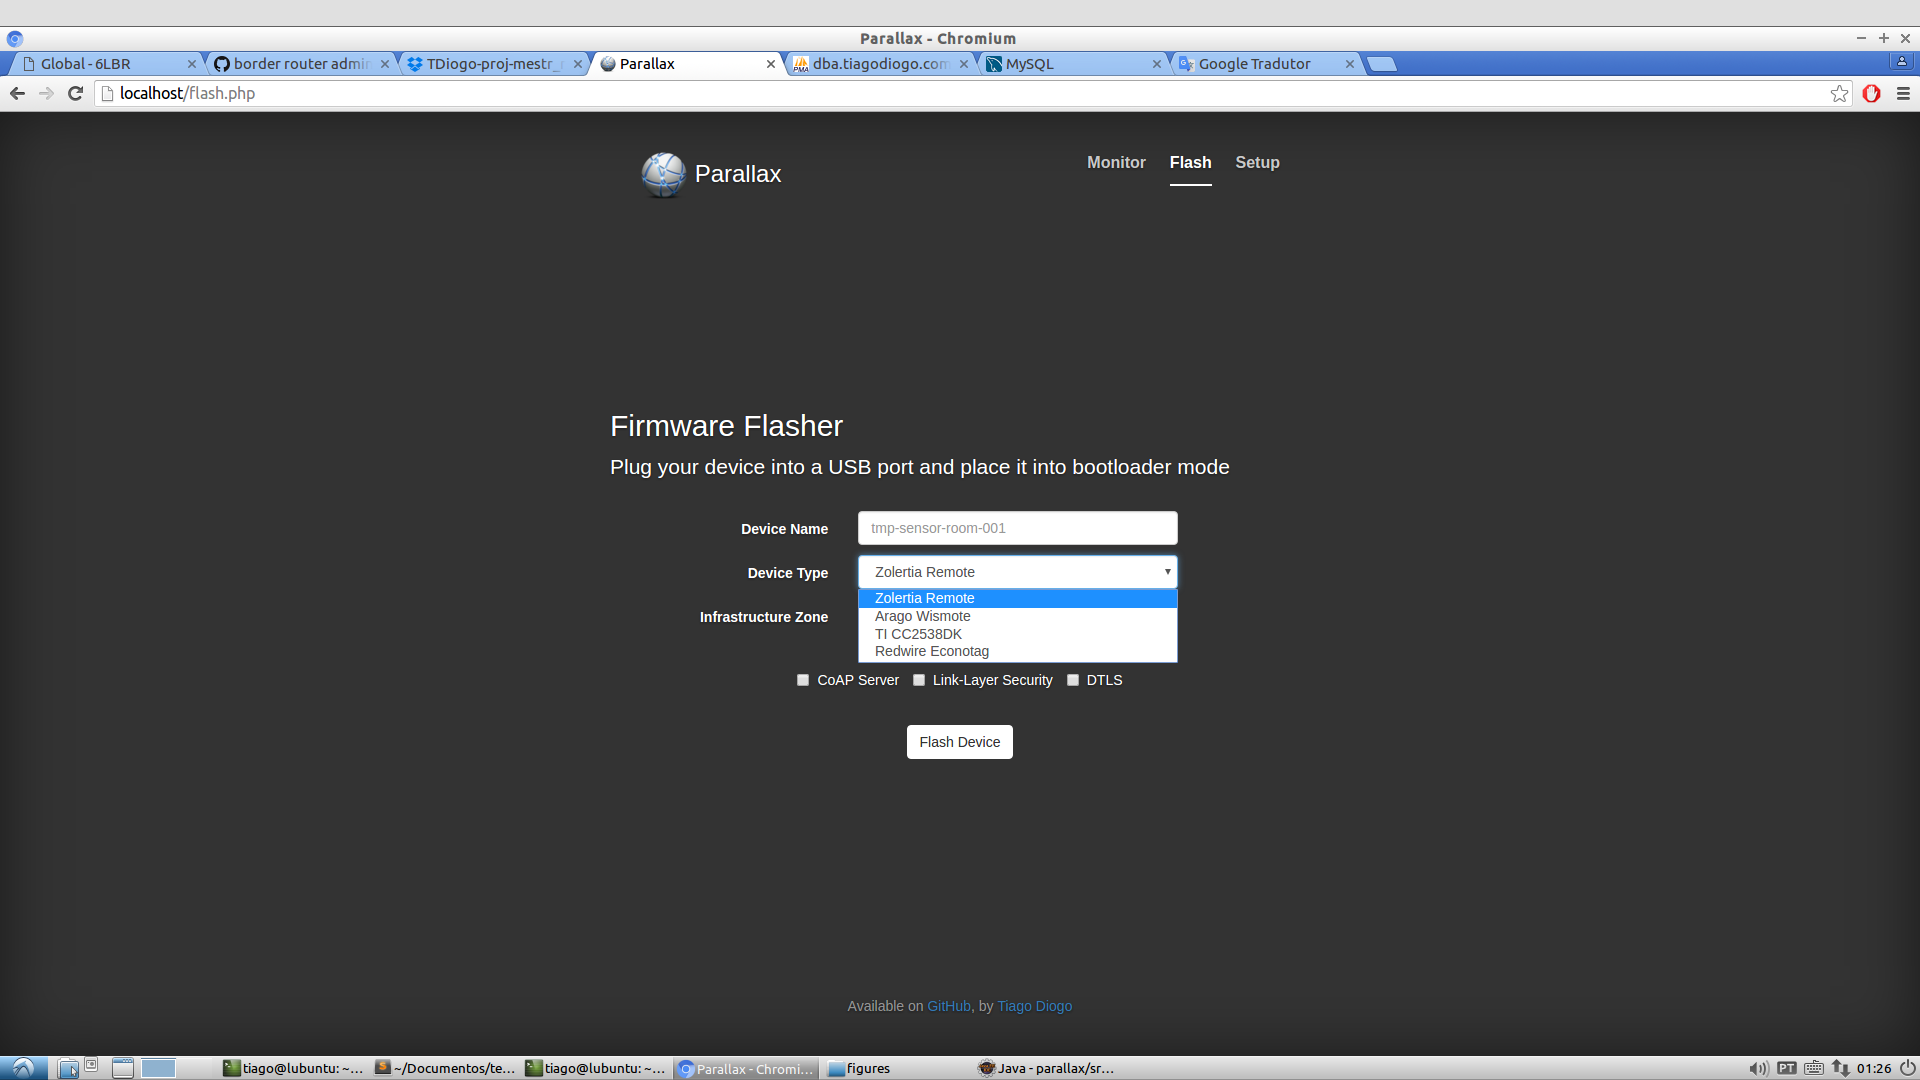 Parallax - Chromium
Global - 6LBR
border router admin
TDiogo-proj-mestr_
Parallax
dba.tiagodiogo.com
MySQL
Google Tradutor
localhost/flash.php
Parallax
Monitor
Flash
Setup
Firmware Flasher
Plug your device into a USB port and place it into bootloader mode
Device Name
tmp-sensor-room-001
Device Type
Zolertia Remote
Zolertia Remote
Arago Wismote
TI CC2538DK
Redwire Econotag
Infrastructure Zone
CoAP Server
Link-Layer Security
DTLS
Flash Device
Available on GitHub, by Tiago Diogo
tiago@lubuntu: ~...
~/Documentos/te...
tiago@lubuntu: ~...
Parallax - Chromi...
figures
Java - parallax/sr...
PT
01:26